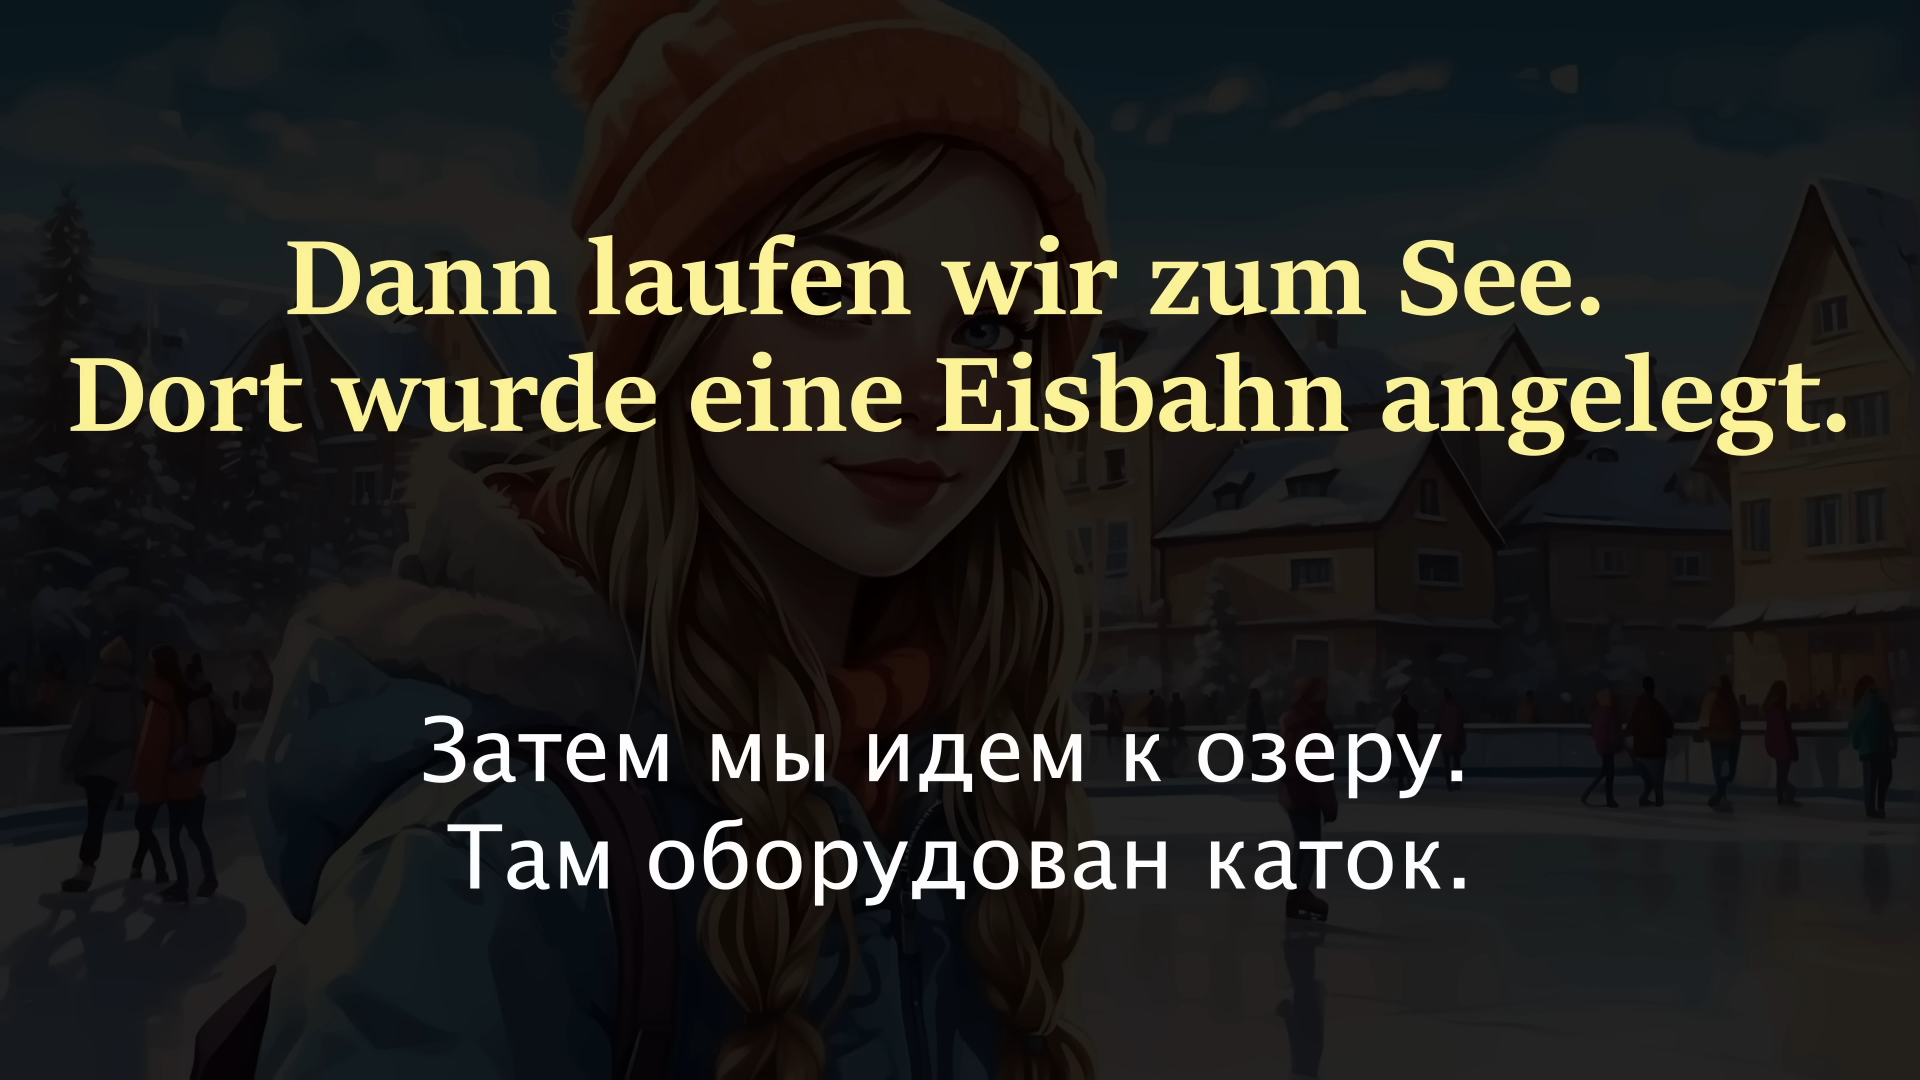 Dann laufen wir zum See.
Dort wurde eine Eisbahn angelegt.
Затем мы идем к озеру.
Там оборудован каток.